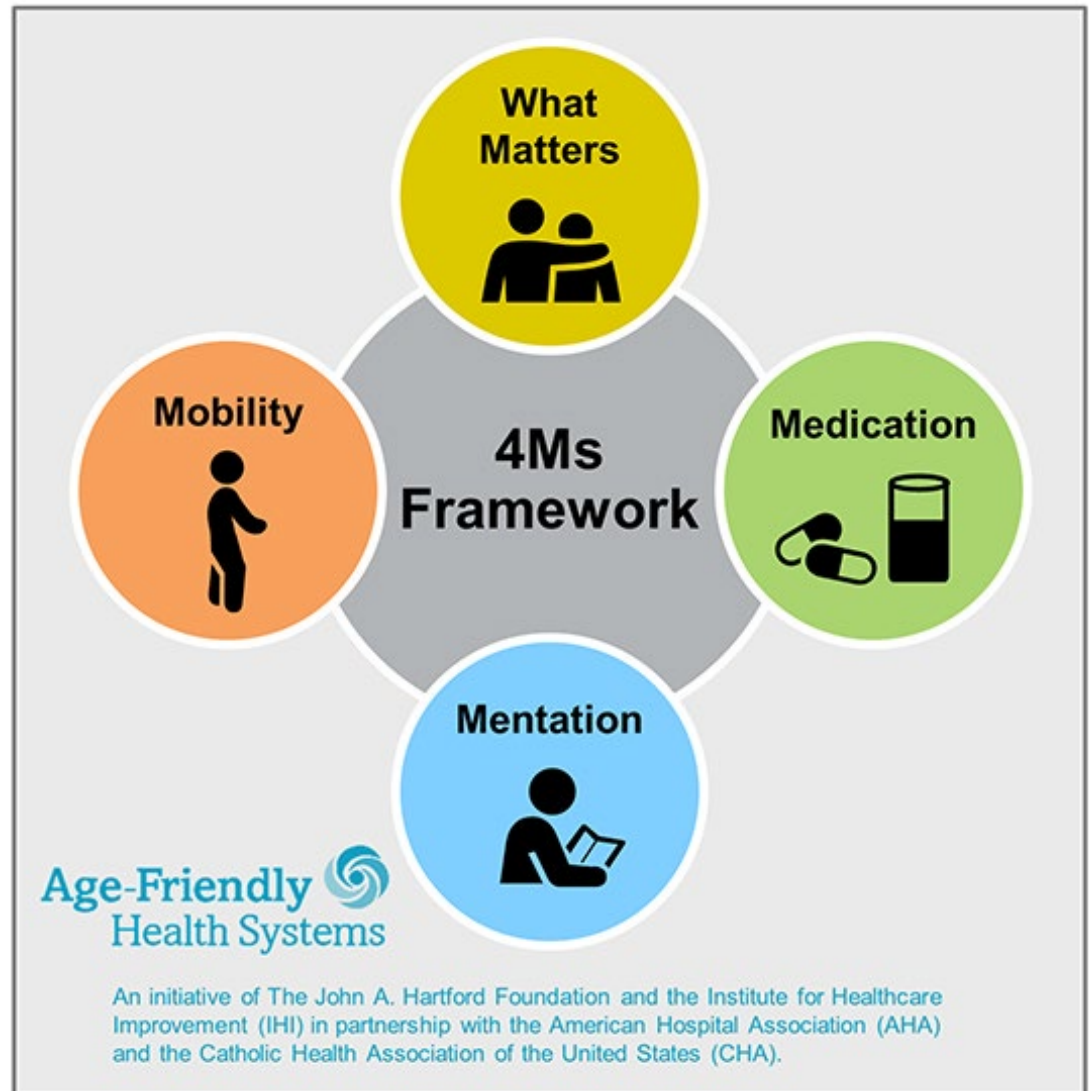 What
Matters
Mobility
4Ms
Framework
Medication
Mentation
Age-Friendly
Health Systems
An initiative of The John A. Hartford Foundation and the Institute for Healthcare
Improvement (IHI) in partnership with the American Hospital Association (AHA)
and the Catholic Health Association of the United States (CHA).